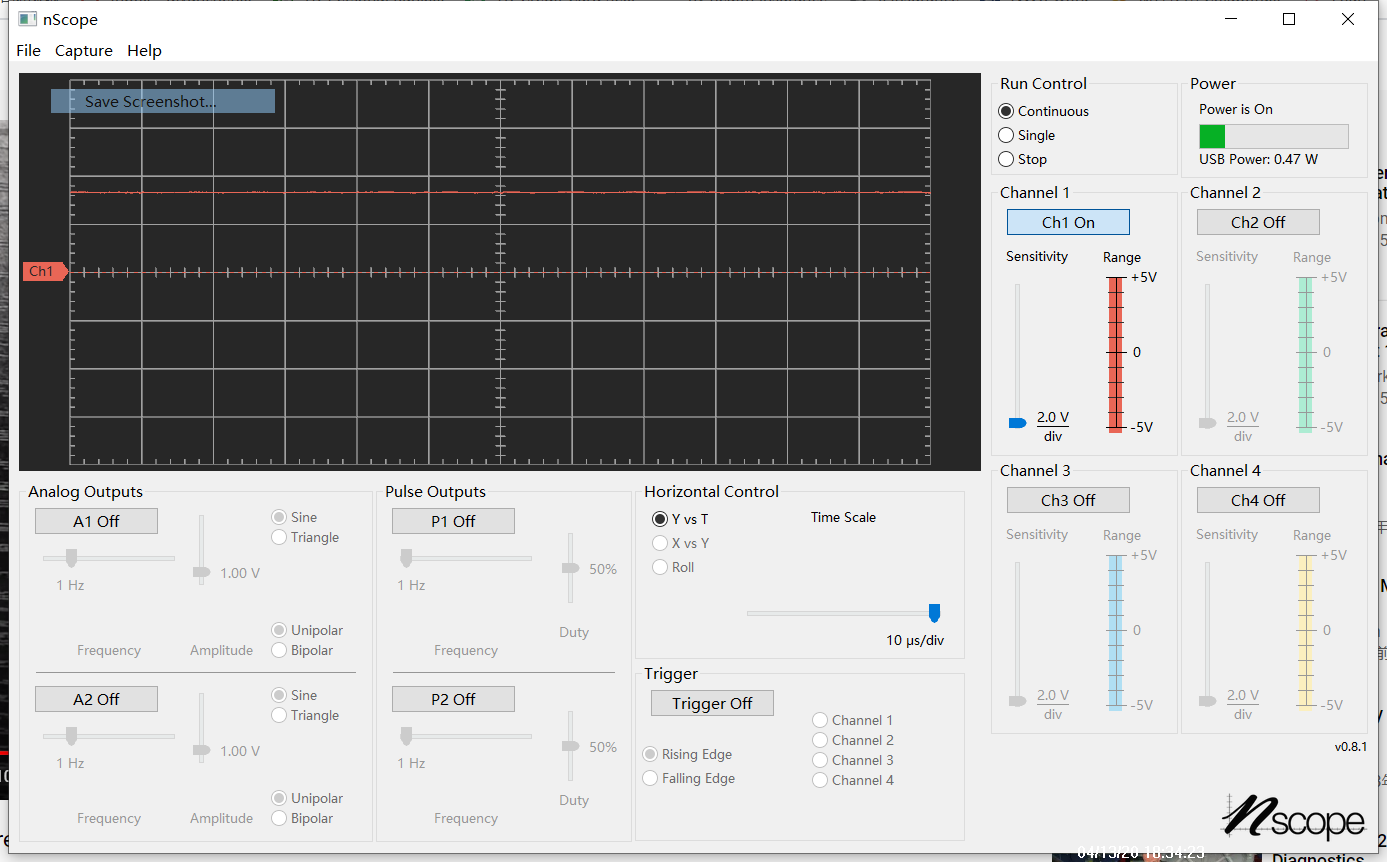 nScope
File Capture Help
Save Screenshot...
Ch1
Run Control
Continuous
Single
Stop
Power
Power is On
USB Power: 0.47 W
Channel 1
Ch1 On
Sensitivity Range
+5V
0
2.0 V
div
-5V
Channel 2
Ch2 Off
Sensitivity Range
+5V
0
2.0 V
div
-5V
Analog Outputs
A1 Off
Sine
Triangle
1 Hz
1.00 V
Unipolar
Bipolar
Frequency Amplitude
A2 Off
Sine
Triangle
1 Hz
1.00 V
Unipolar
Bipolar
Frequency Amplitude
Pulse Outputs
P1 Off
1 Hz
50%
Duty
Frequency
P2 Off
1 Hz
50%
Duty
Frequency
Horizontal Control
Y vs T
X vs Y
Roll
Time Scale
10 µs/div
Trigger
Trigger Off
Rising Edge
Falling Edge
Channel 1
Channel 2
Channel 3
Channel 4
Channel 3
Ch3 Off
Sensitivity Range
+5V
0
2.0 V
div
-5V
Channel 4
Ch4 Off
Sensitivity Range
+5V
0
2.0 V
div
-5V
v0.8.1
nscope
04/13/20 18:34:23
Diagnostics